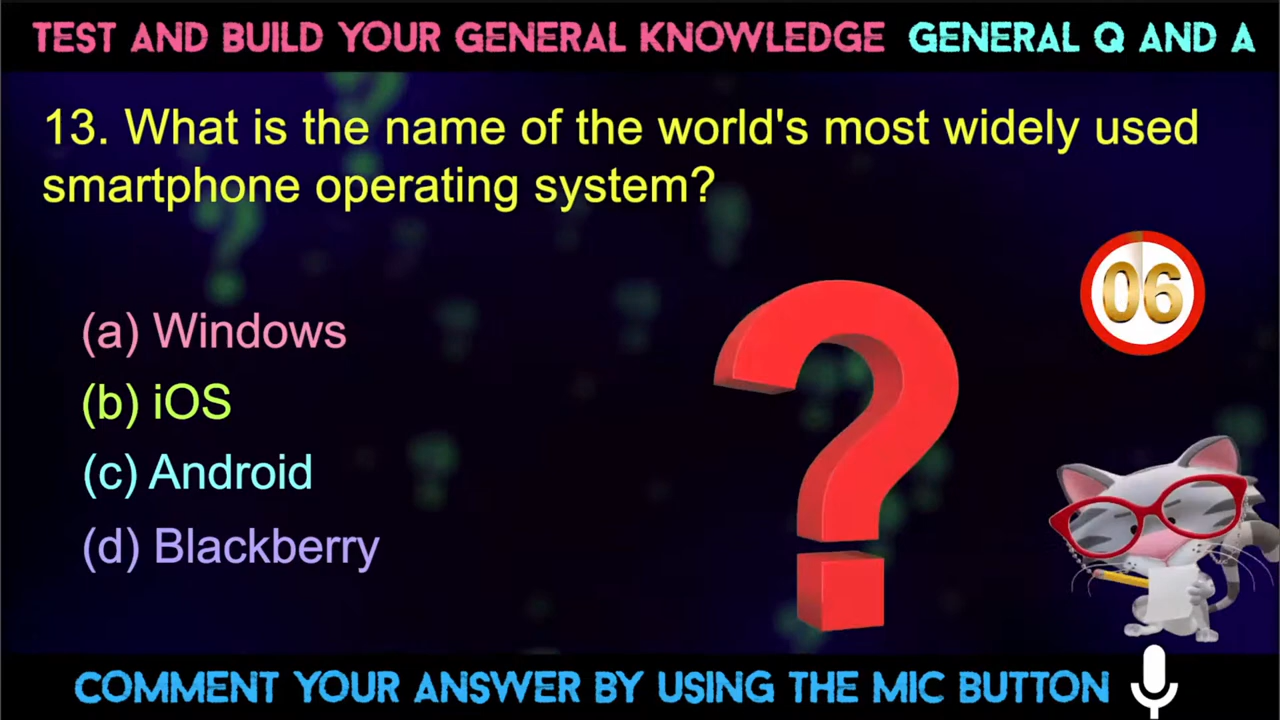 TEST AND BUILD YOUR GENERAL KNOWLEDGE GENERAL Q AND A
13. What is the name of the world's most widely used
smartphone operating system?
06
(a) Windows
(b) iOS
(c) Android
(d) Blackberry
COMMENT YOUR ANSWER BY USING THE MIC BUTTON